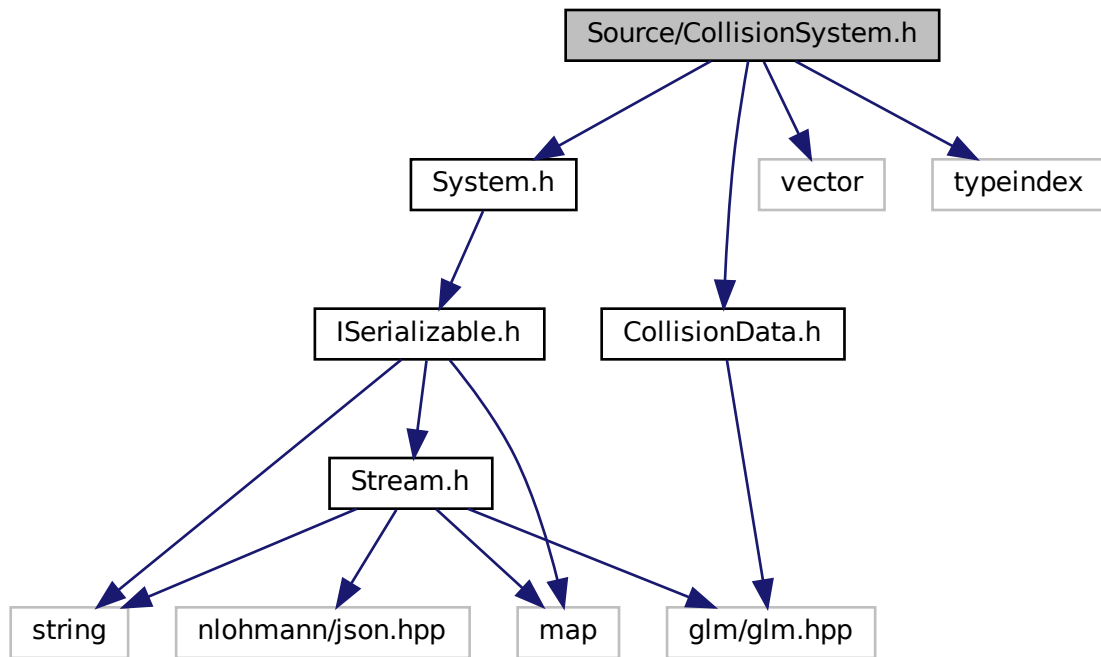 Source/CollisionSystem.h
System.h
vector
typeindex
ISerializable.h
CollisionData.h
Stream.h
string
nlohmann/json.hpp
map
glm/glm.hpp